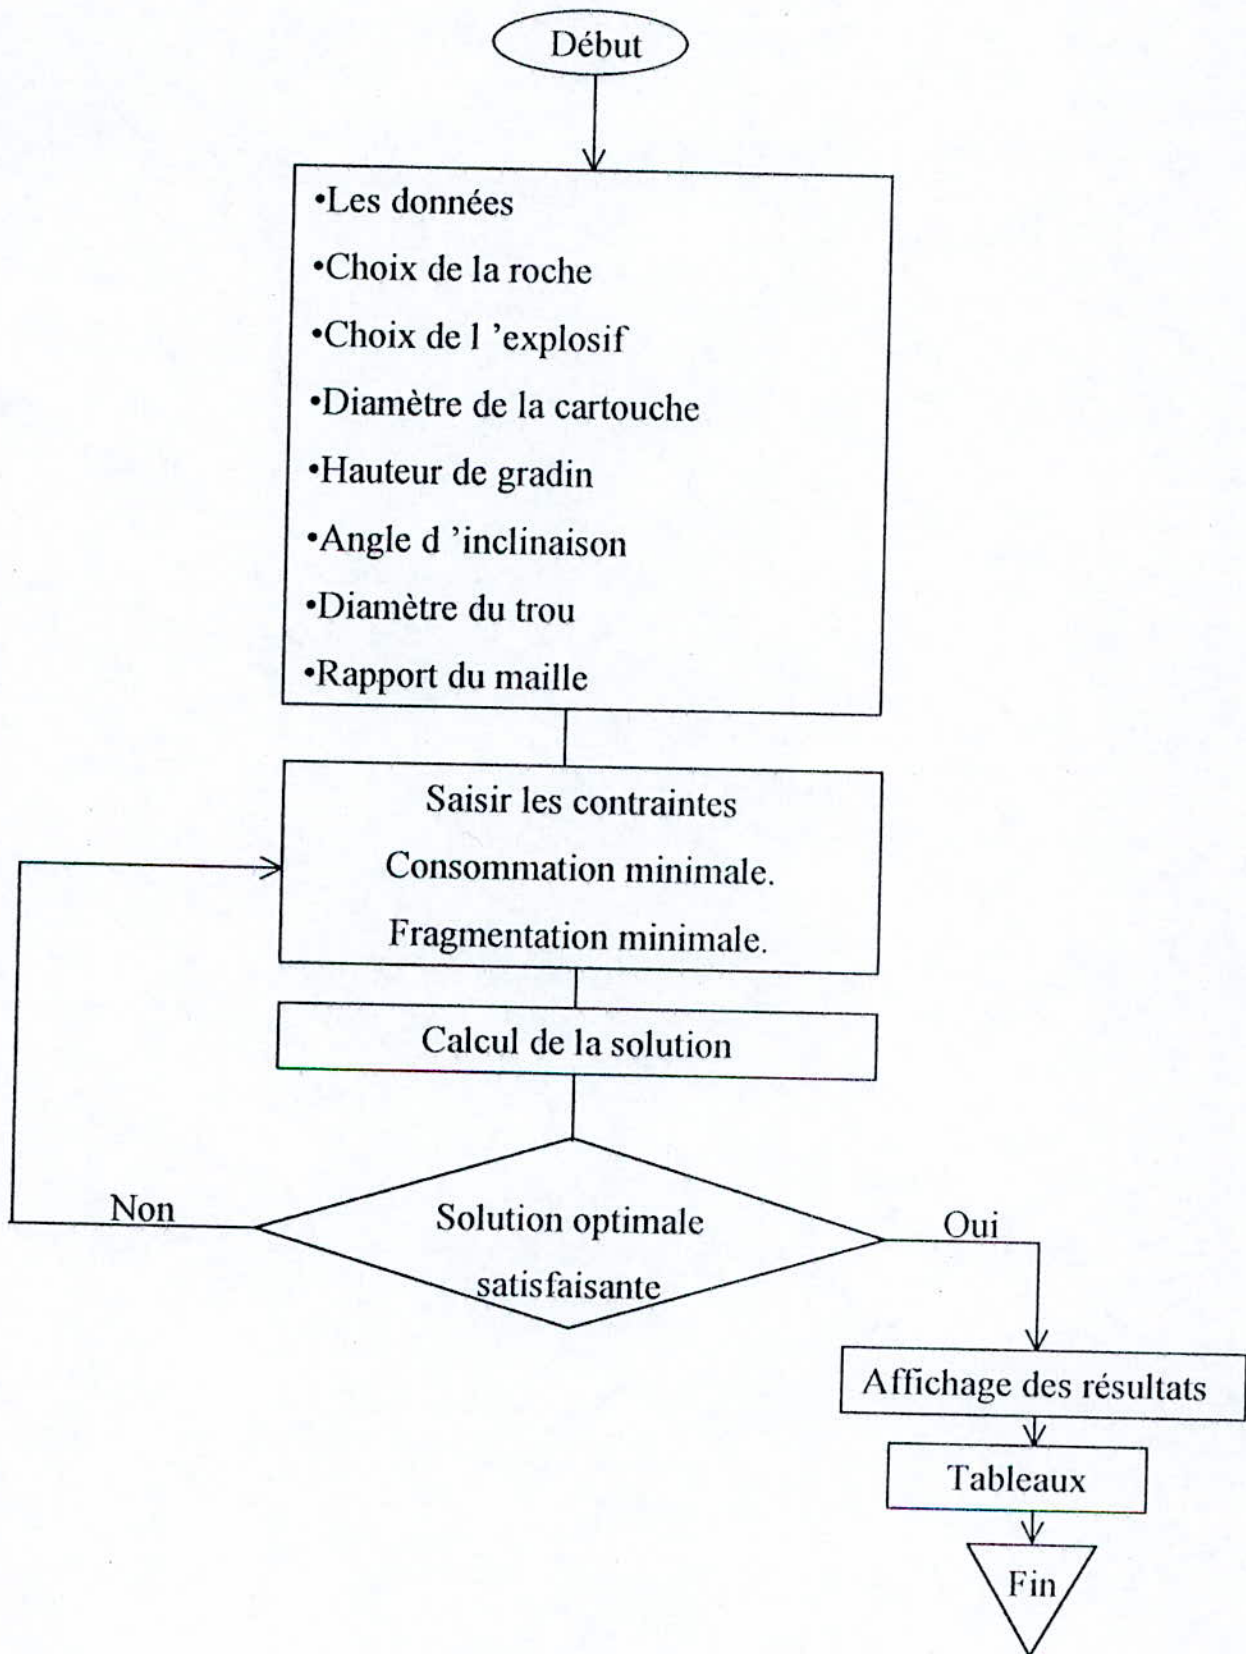 Début
•Les données
•Choix de la roche
•Choix de l ’explosif
•Diamètre de la cartouche
•Hauteur de gradin
•Angle d ’inclinaison
•Diamètre du trou
•Rapport du maille
Saisir les contraintes
Consommation minimale.
Fragmentation minimale.
Calcul de la solution
Non
Solution optimale
satisfaisante
Oui
Affichage des résultats
Tableaux
Fin